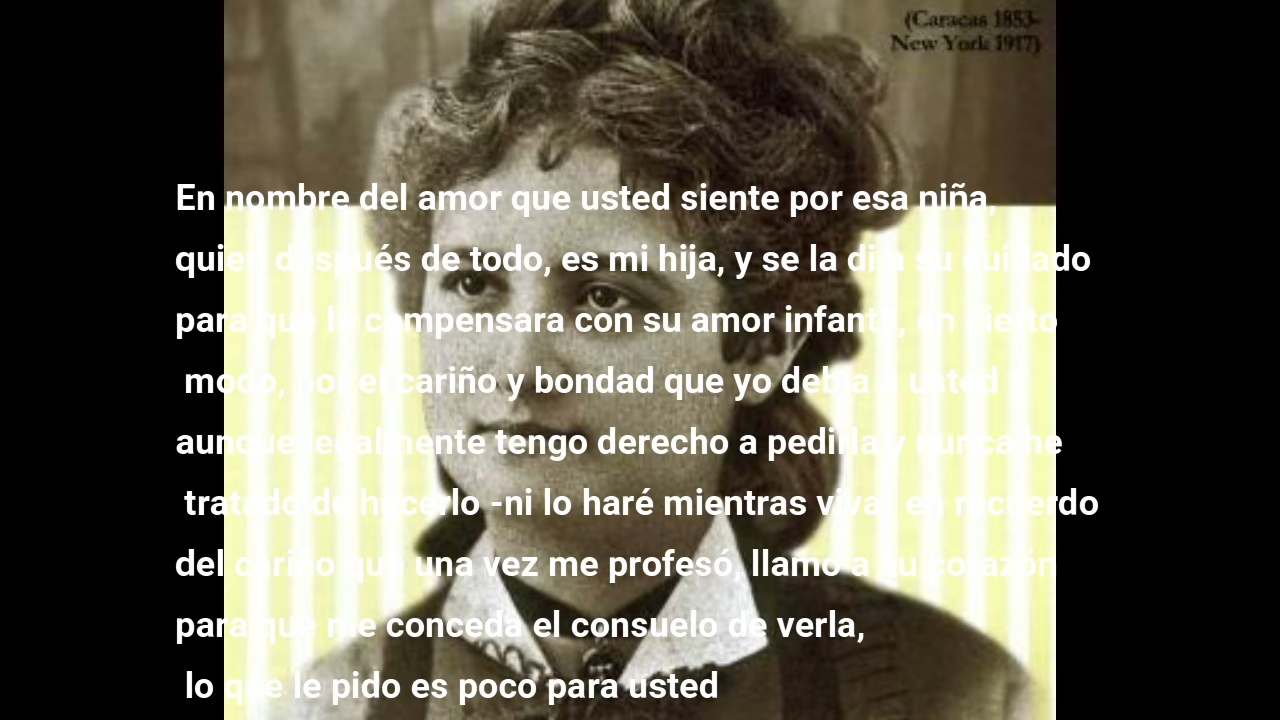 (Caracas 1853-
New York 1917)
En nombre del amor que usted siente por esa niña,
quien después de todo, es mi hija, y se la di a su cuidado
para que lo compensara con su amor infantil, en cierto
modo, por el cariño y bondad que yo debía a usted y
aunque legalmente tengo derecho a pedirla y nunca he
tratado de hacerlo -ni lo haré mientras viva- en recuerdo
del cariño que una vez me profesó, llamo a su corazón
para que me conceda el consuelo de verla,
lo que le pido es poco para usted